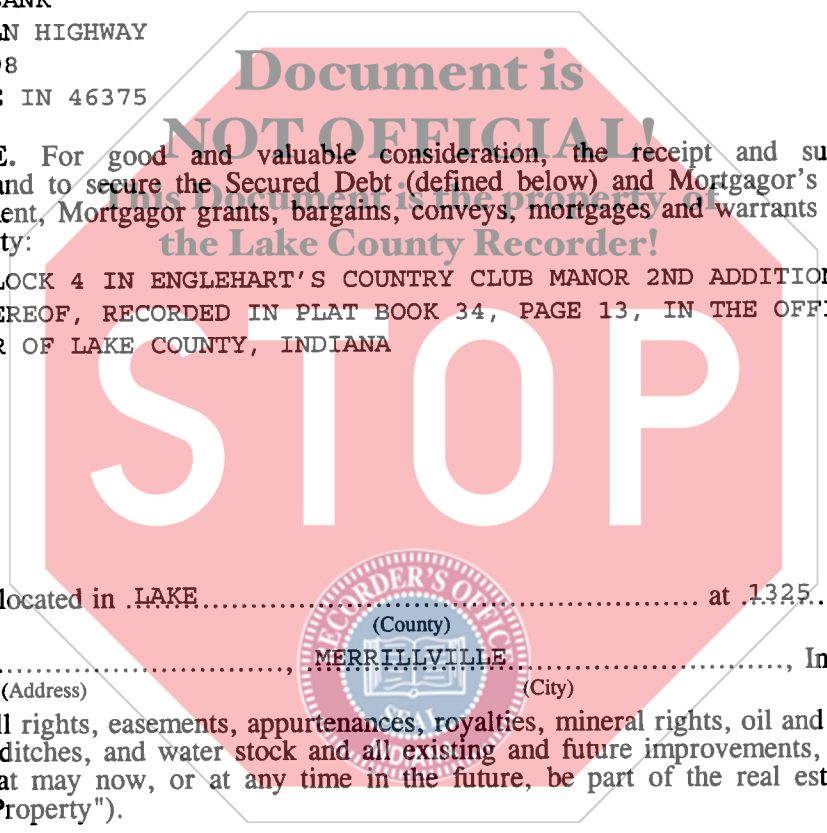 BANK
N HIGHWAY
8
IN 46375
Document is
NOT OFFICIAL!
This Document is the property of
the Lake County Recorder!
E. For good and valuable consideration, the receipt and su
and to secure the Secured Debt (defined below) and Mortgagor's
ent, Mortgagor grants, bargains, conveys, mortgages and warrants
ty:
LOCK 4 IN ENGLEHART'S COUNTRY CLUB MANOR 2ND ADDITION
EREOF, RECORDED IN PLAT BOOK 34, PAGE 13, IN THE OFFI
R OF LAKE COUNTY, INDIANA
STOP
located in .LAKE.................... at .1325..
(County)
...................., .MERRILLVILLE...................., In
(Address) (City)
RECORDER'S OFFIC
SEAL
ll rights, easements, appurtenances, royalties, mineral rights, oil and
ditches, and water stock and all existing and future improvements,
at may now, or at any time in the future, be part of the real est
Property").